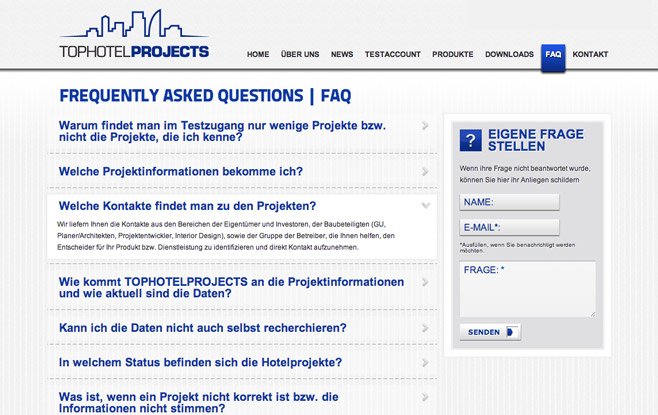 TOPHOTELPROJECTS
HOME ÜBER UNS NEWS TESTACCOUNT PRODUKTE DOWNLOADS FAQ KONTAKT
FREQUENTLY ASKED QUESTIONS | FAQ
Warum findet man im Testzugang nur wenige Projekte bzw.
nicht die Projekte, die ich kenne?
Welche Projektinformationen bekomme ich?
Welche Kontakte findet man zu den Projekten?
Wir liefern Ihnen die Kontakte aus den Bereichen der Eigentümer und Investoren, der Baubeteiligten (GU,
Planer/Architekten, Projektentwickler, Interior Design), sowie der Gruppe der Betreiber, die Ihnen helfen, den
Entscheider für Ihr Produkt bzw. Dienstleistung zu identifizieren und direkt Kontakt aufzunehmen.
Wie kommt TOPHOTELPROJECTS an die Projektinformationen
und wie aktuell sind die Daten?
Kann ich die Daten nicht auch selbst recherchieren?
In welchem Status befinden sich die Hotelprojekte?
Was ist, wenn ein Projekt nicht korrekt ist bzw. die
Informationen nicht stimmen?
? EIGENE FRAGE
STELLEN
Wenn ihre Frage nicht beantwortet wurde,
können Sie hier ihr Anliegen schildern
NAME:
E-MAIL*:
*Ausfüllen, wenn Sie benachrichtigt werden
möchten.
FRAGE: *
SENDEN